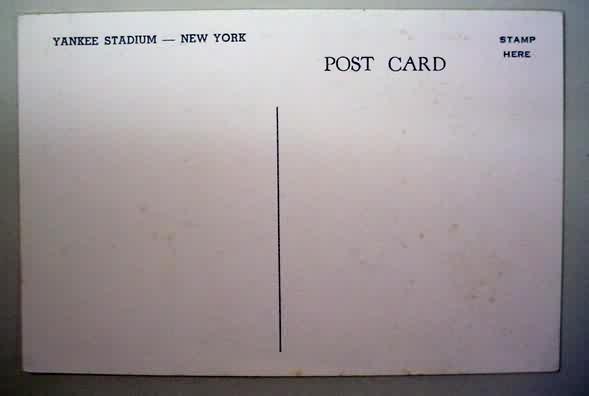 YANKEE STADIUM — NEW YORK
POST CARD
STAMP
HERE